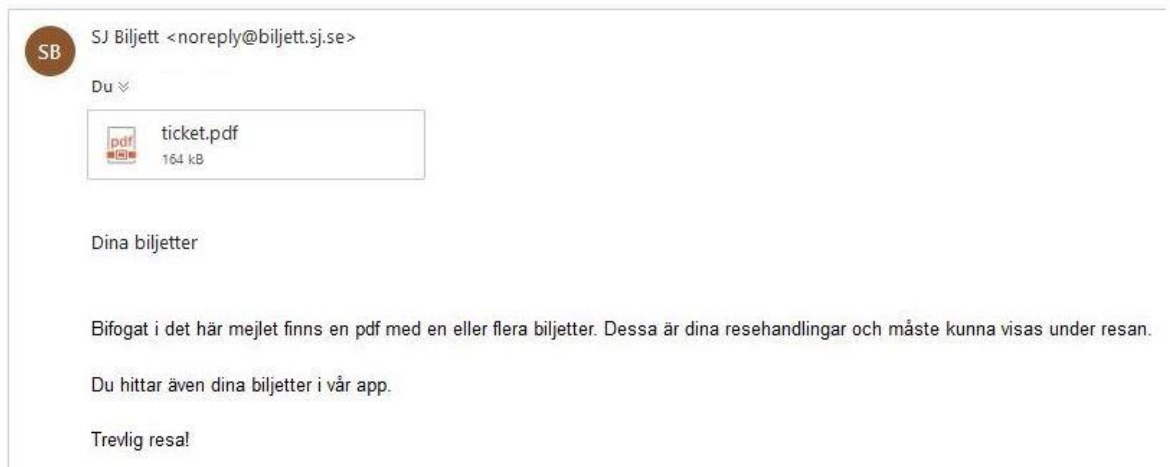 SB
SJ Biljett <noreply@biljett.sj.se>
Du
pdf
ticket.pdf
164 kB
Dina biljetter
Bifogat i det här mejlet finns en pdf med en eller flera biljetter. Dessa är dina resehandlingar och måste kunna visas under resan.
Du hittar även dina biljetter i vår app.
Trevlig resa!